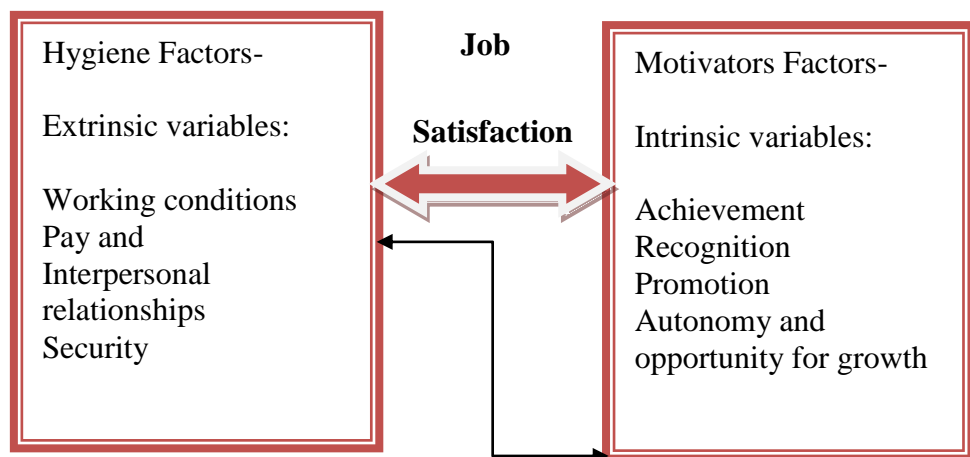 Hygiene Factors-
Extrinsic variables:
Working conditions
Pay and
Interpersonal
relationships
Security
Job
Satisfaction
Motivators Factors-
Intrinsic variables:
Achievement
Recognition
Promotion
Autonomy and
opportunity for growth